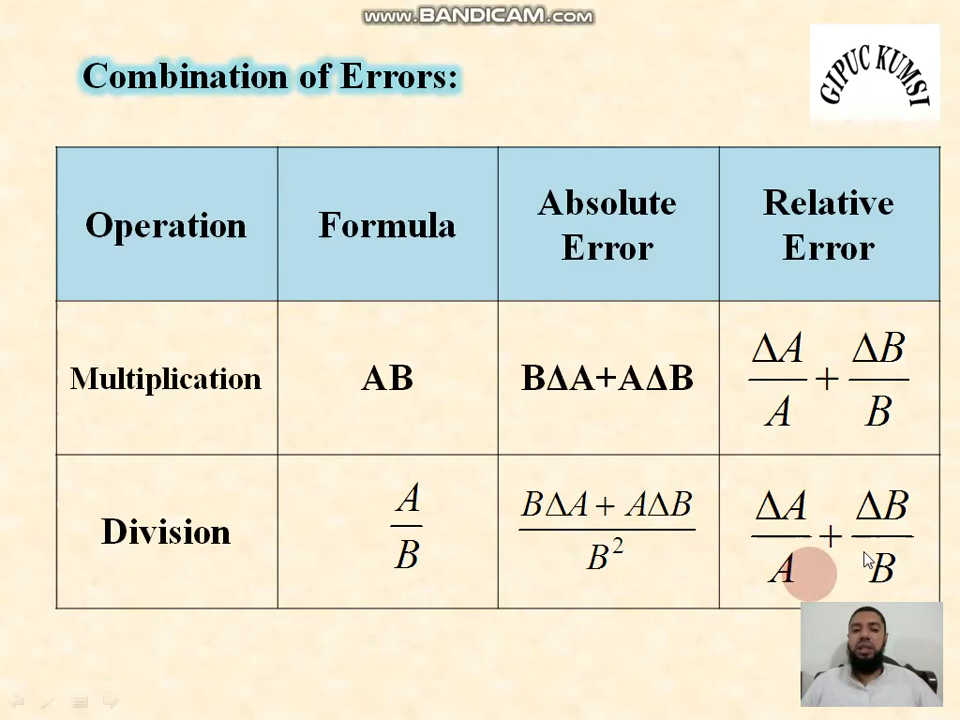 www.BANDICAM.com
Combination of Errors:
GIPUC KUMSI
Operation Formula Absolute Error Relative Error
Multiplication AB BΔA+AΔB ΔA/A + ΔB/B
Division A/B (BΔA + AΔB)/B² ΔA/A + ΔB/B